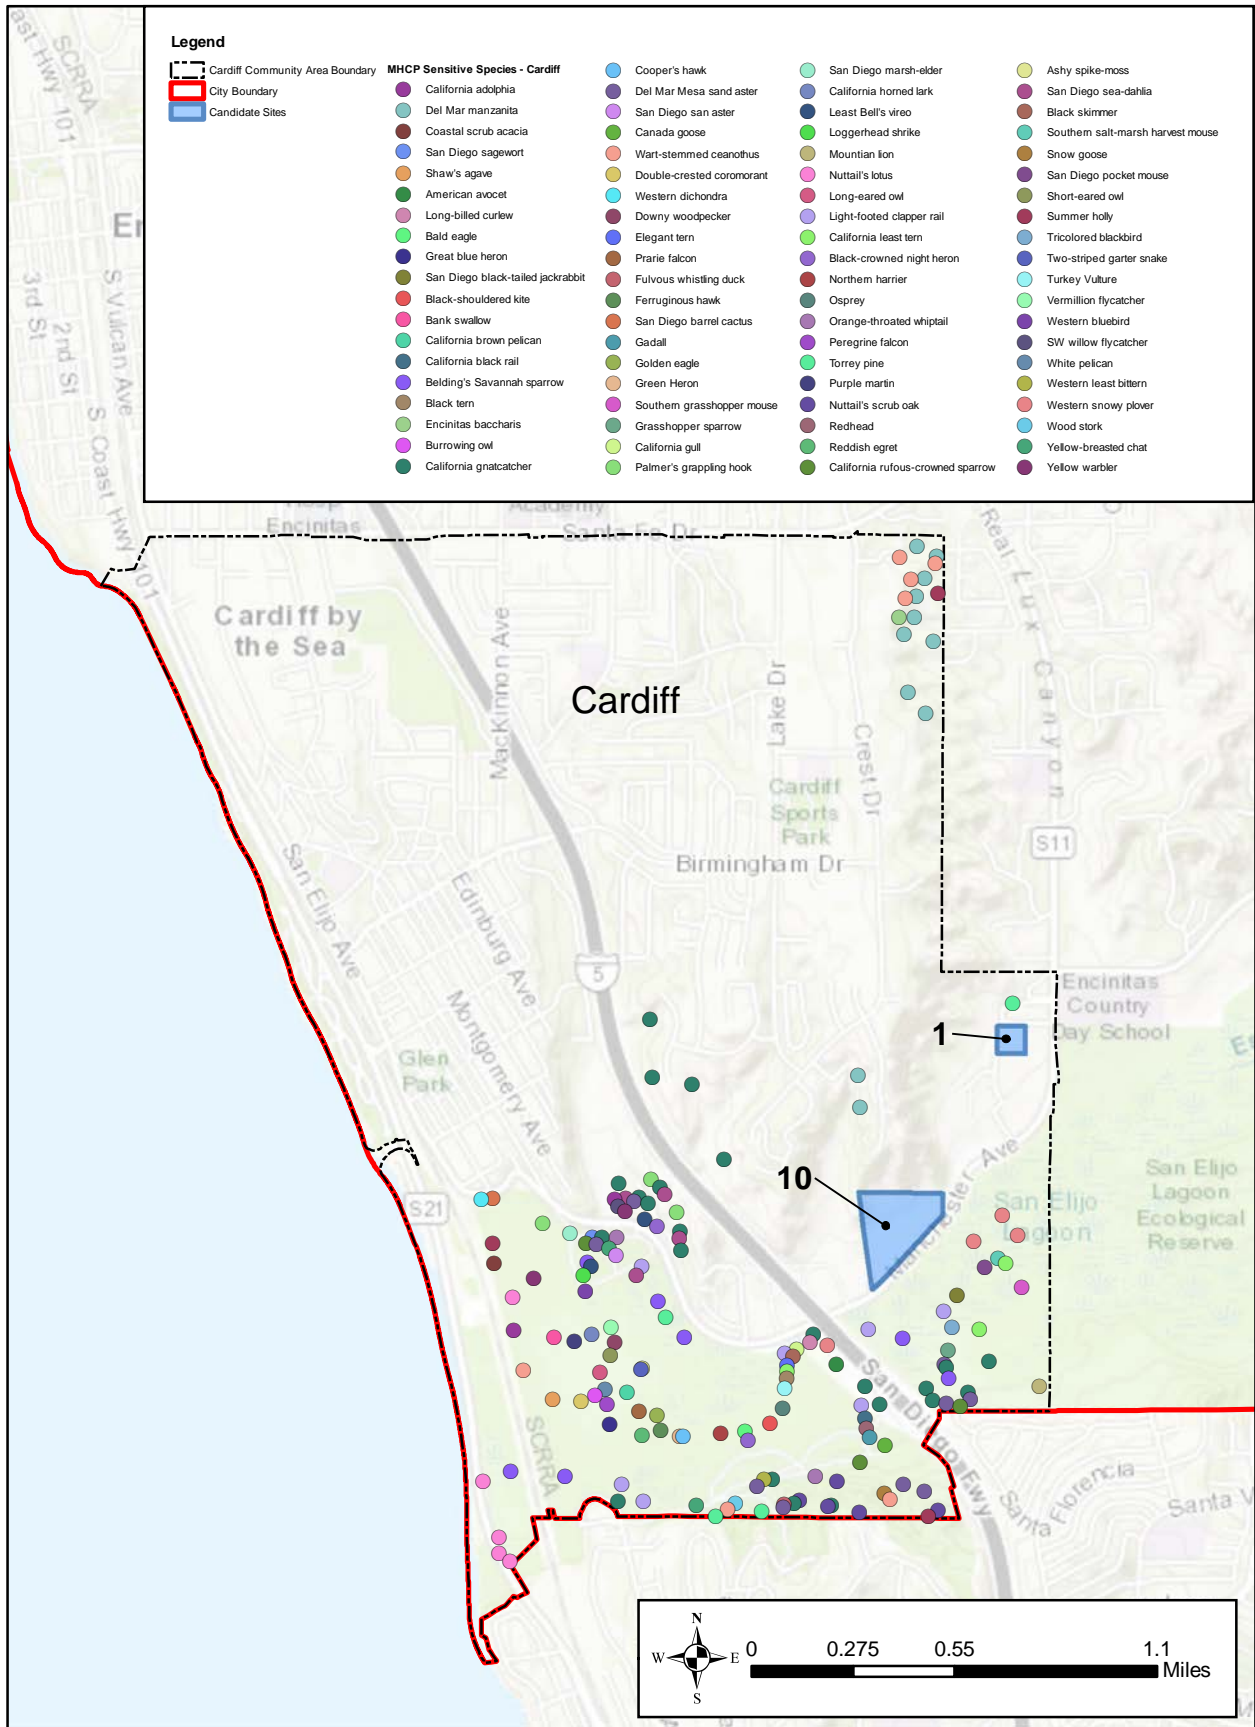 Legend
Cardiff Community Area Boundary
City Boundary
Candidate Sites
MHCP Sensitive Species - Cardiff
California adolphia
Del Mar manzanita
Coastal scrub acacia
San Diego sagewort
Shaw's agave
American avocet
Long-billed curlew
Bald eagle
Great blue heron
San Diego black-tailed jackrabbit
Black-shouldered kite
Bank swallow
California brown pelican
California black rail
Belding's Savannah sparrow
Black tern
Encinitas baccharis
Burrowing owl
California gnatcatcher
Cooper's hawk
Del Mar Mesa sand aster
San Diego san aster
Canada goose
Wart-stemmed ceanothus
Double-crested coromorant
Western dichondra
Downy woodpecker
Elegant tern
Prarie falcon
Fulvous whistling duck
Ferruginous hawk
San Diego barrel cactus
Gadall
Golden eagle
Green Heron
Southern grasshopper mouse
Grasshopper sparrow
California gull
Palmer's grappling hook
San Diego marsh-elder
California horned lark
Least Bell's vireo
Loggerhead shrike
Mountian lion
Nuttail's lotus
Long-eared owl
Light-footed clapper rail
California least tern
Black-crowned night heron
Northern harrier
Osprey
Orange-throated whiptail
Peregrine falcon
Torrey pine
Purple martin
Nuttail's scrub oak
Redhead
Reddish egret
California rufous-crowned sparrow
Ashy spike-moss
San Diego sea-dahlia
Black skimmer
Southern salt-marsh harvest mouse
Snow goose
San Diego pocket mouse
Short-eared owl
Summer holly
Tricolored blackbird
Two-striped garter snake
Turkey Vulture
Vermillion flycatcher
Western bluebird
SW willow flycatcher
White pelican
Western least bittern
Western snowy plover
Wood stork
Yellow-breasted chat
Yellow warbler
SCRRA
3rd St
2nd St
S Vulcan Ave
S Coast Hwy 101
Encinitas
Academy
Santa Fe Dr
Real Lux Canyon
Cardiff by
the Sea
MacKinnon Ave
Cardiff
Lake Dr
Crest Dr
Cardiff
Sports
Park
Birmingham Dr
S11
San Elijo Ave
Edinburg Ave
5
Montgomery Ave
Glen
Park
Encinitas
Country
Day School
1
10
Manchester Ave
San Elijo
Lagoon
San Elijo
Lagoon
Ecological
Reserve
S21
SCRRA
San Diego Fwy
Santa Florencia
Santa
N
W
E
S
0 0.275 0.55 1.1
Miles